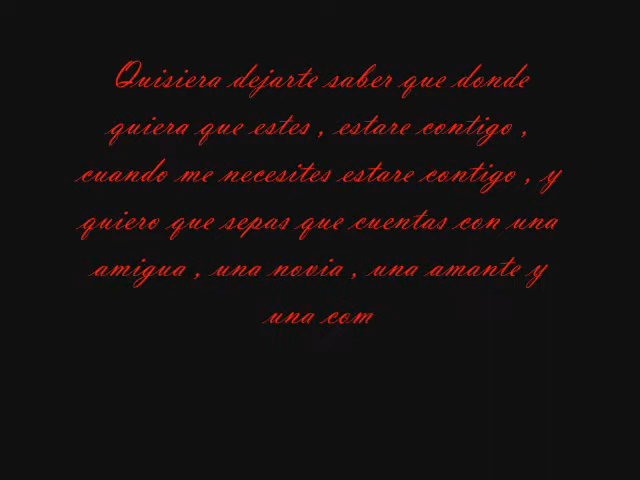 Quisiera dejarte saber que donde
quiera que estes , estare contigo ,
cuando me necesites estare contigo , y
quiero que sepas que cuentas con una
amigua , una novia , una amante y
una com